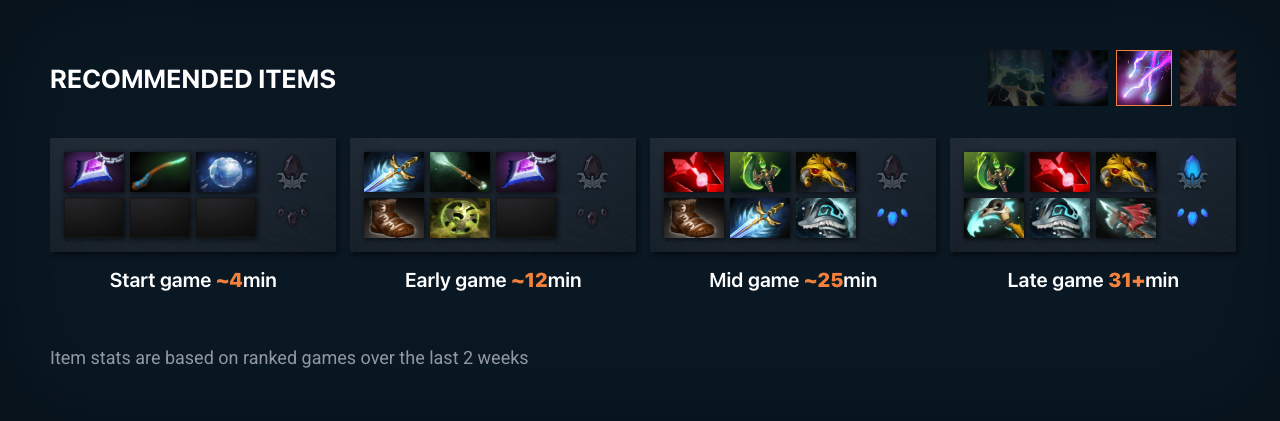 RECOMMENDED ITEMS
Start game ~4min
Early game ~12min
Mid game ~25min
Late game 31+min
Item stats are based on ranked games over the last 2 weeks